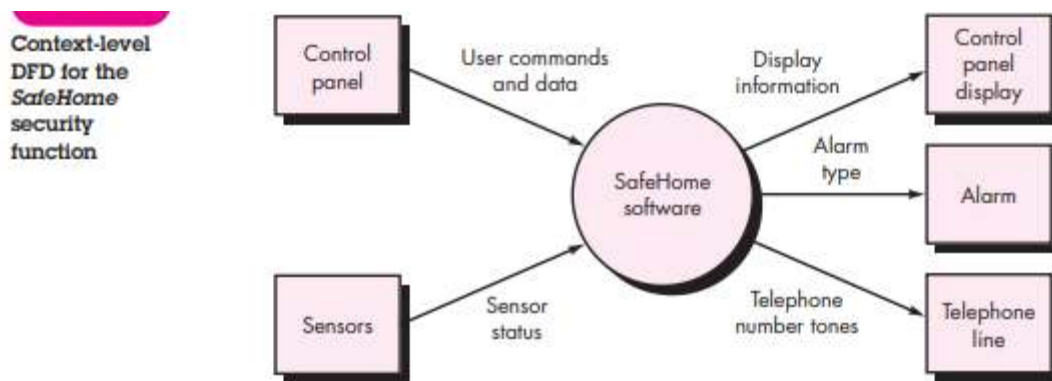 Context-level
DFD for the
SafeHome
security
function
Control
panel
User commands
and data
Display
information
Control
panel
display
SafeHome
software
Alarm
type
Alarm
Sensors
Sensor
status
Telephone
number tones
Telephone
line